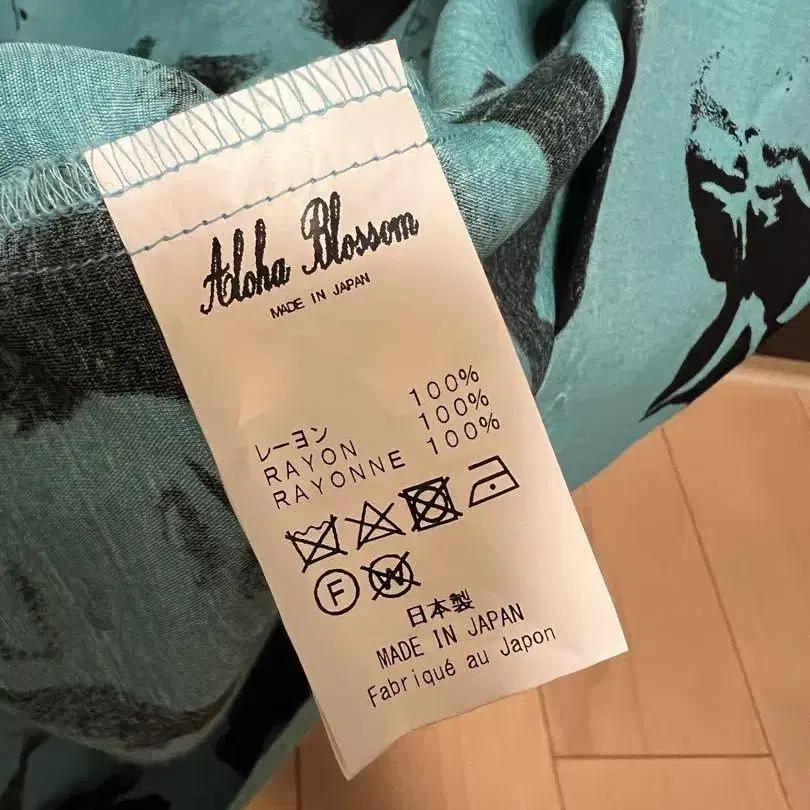 Aloha Blossom
MADE IN JAPAN
レーヨン 100%
RAYON 100%
RAYONNE 100%
F W
日本製
MADE IN JAPAN
Fabriqué au Japon